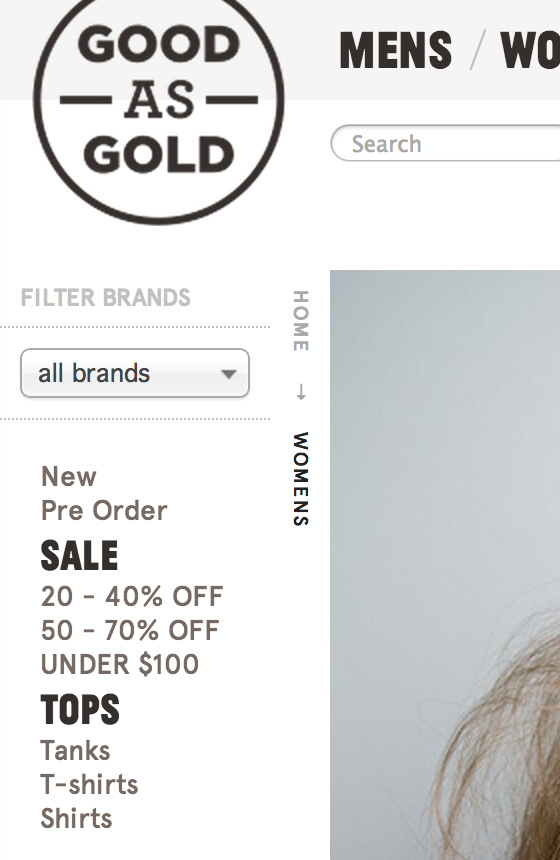 GOOD
AS
GOLD
MENS / WO
Search
FILTER BRANDS
all brands
HOME → WOMENS
New
Pre Order
SALE
20 - 40% OFF
50 - 70% OFF
UNDER $100
TOPS
Tanks
T-shirts
Shirts